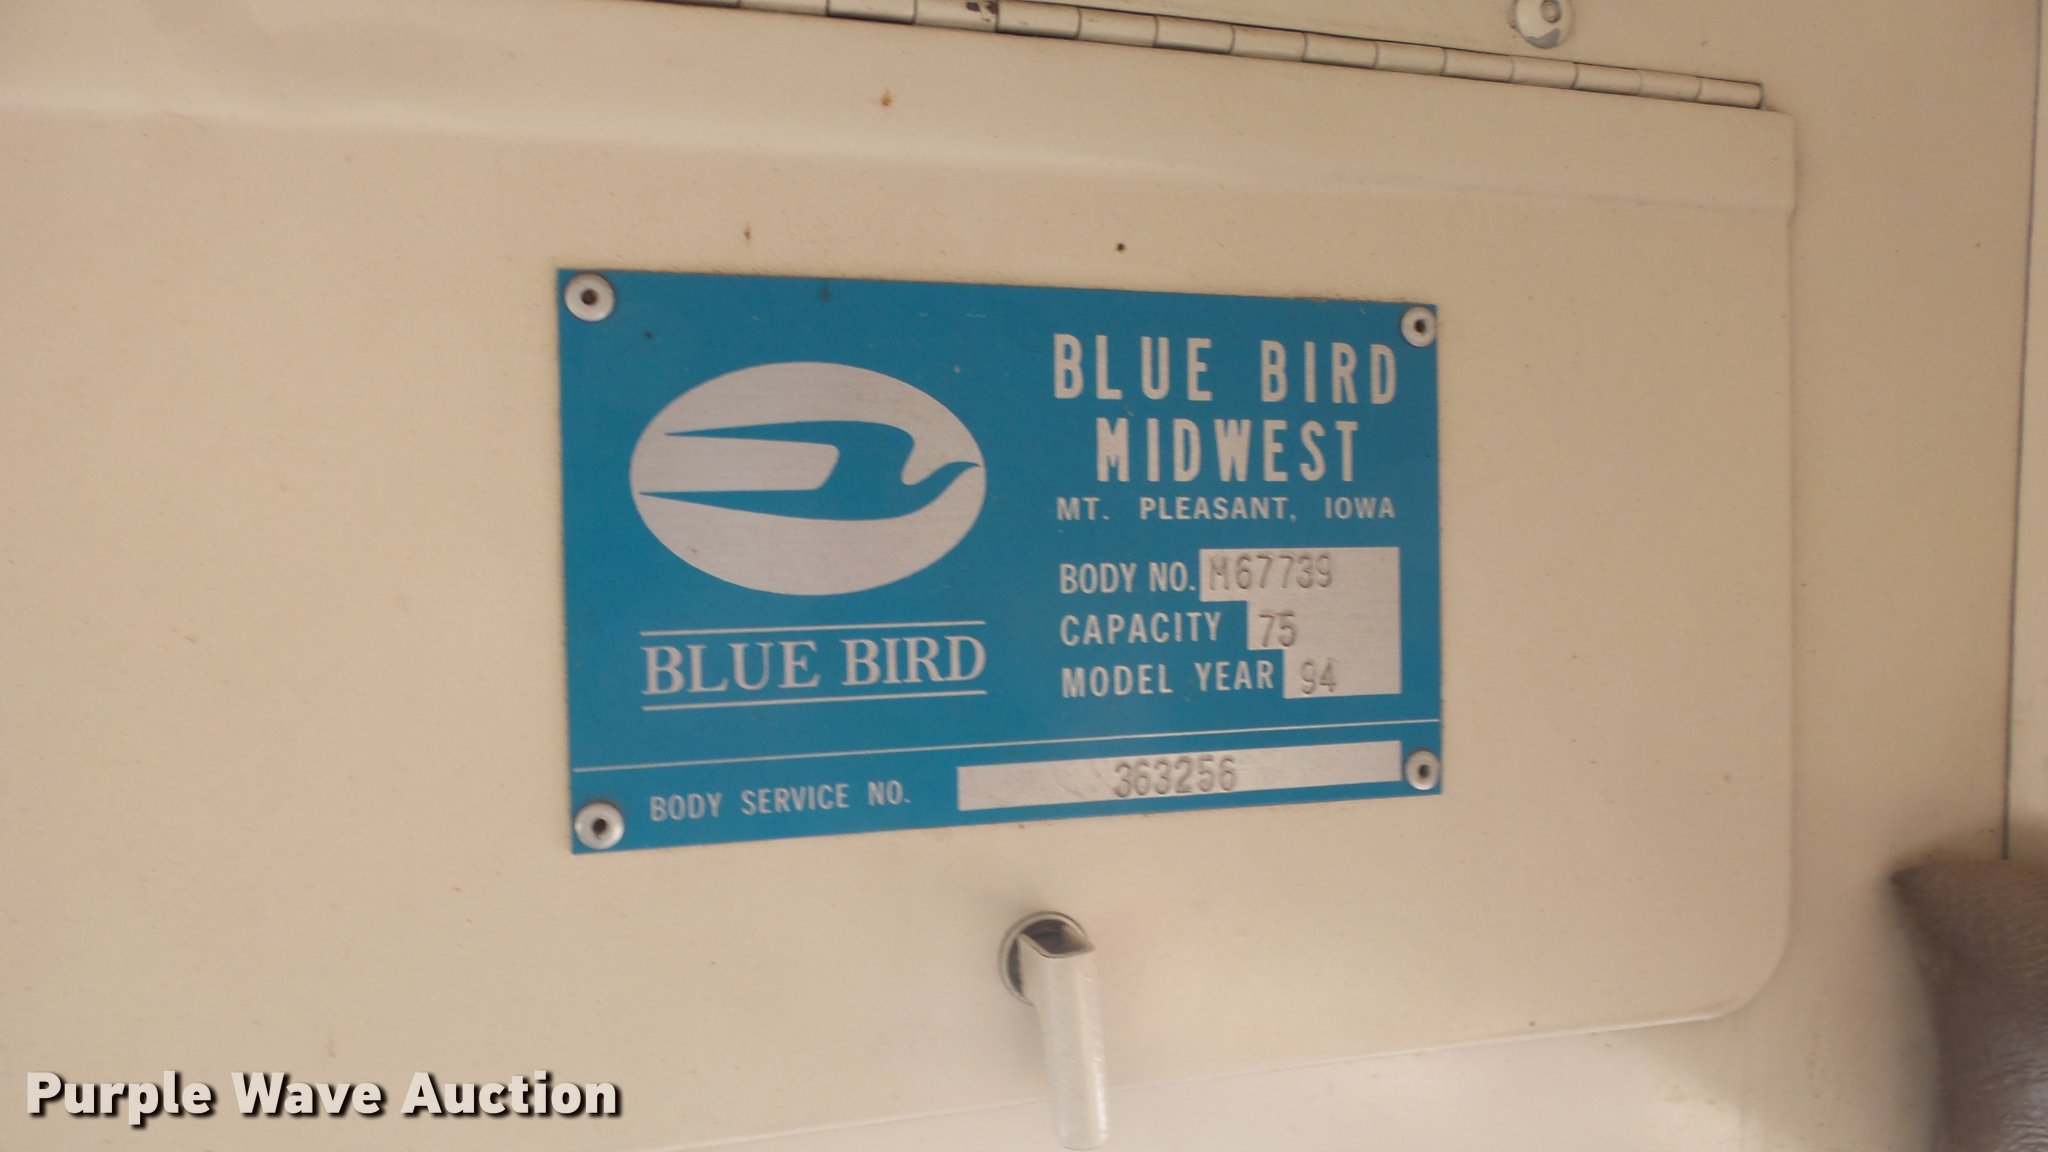 BLUE BIRD
MIDWEST
MT. PLEASANT, IOWA
BODY NO. M67739
CAPACITY 75
MODEL YEAR 94
BLUE BIRD
BODY SERVICE NO. 363256
Purple Wave Auction